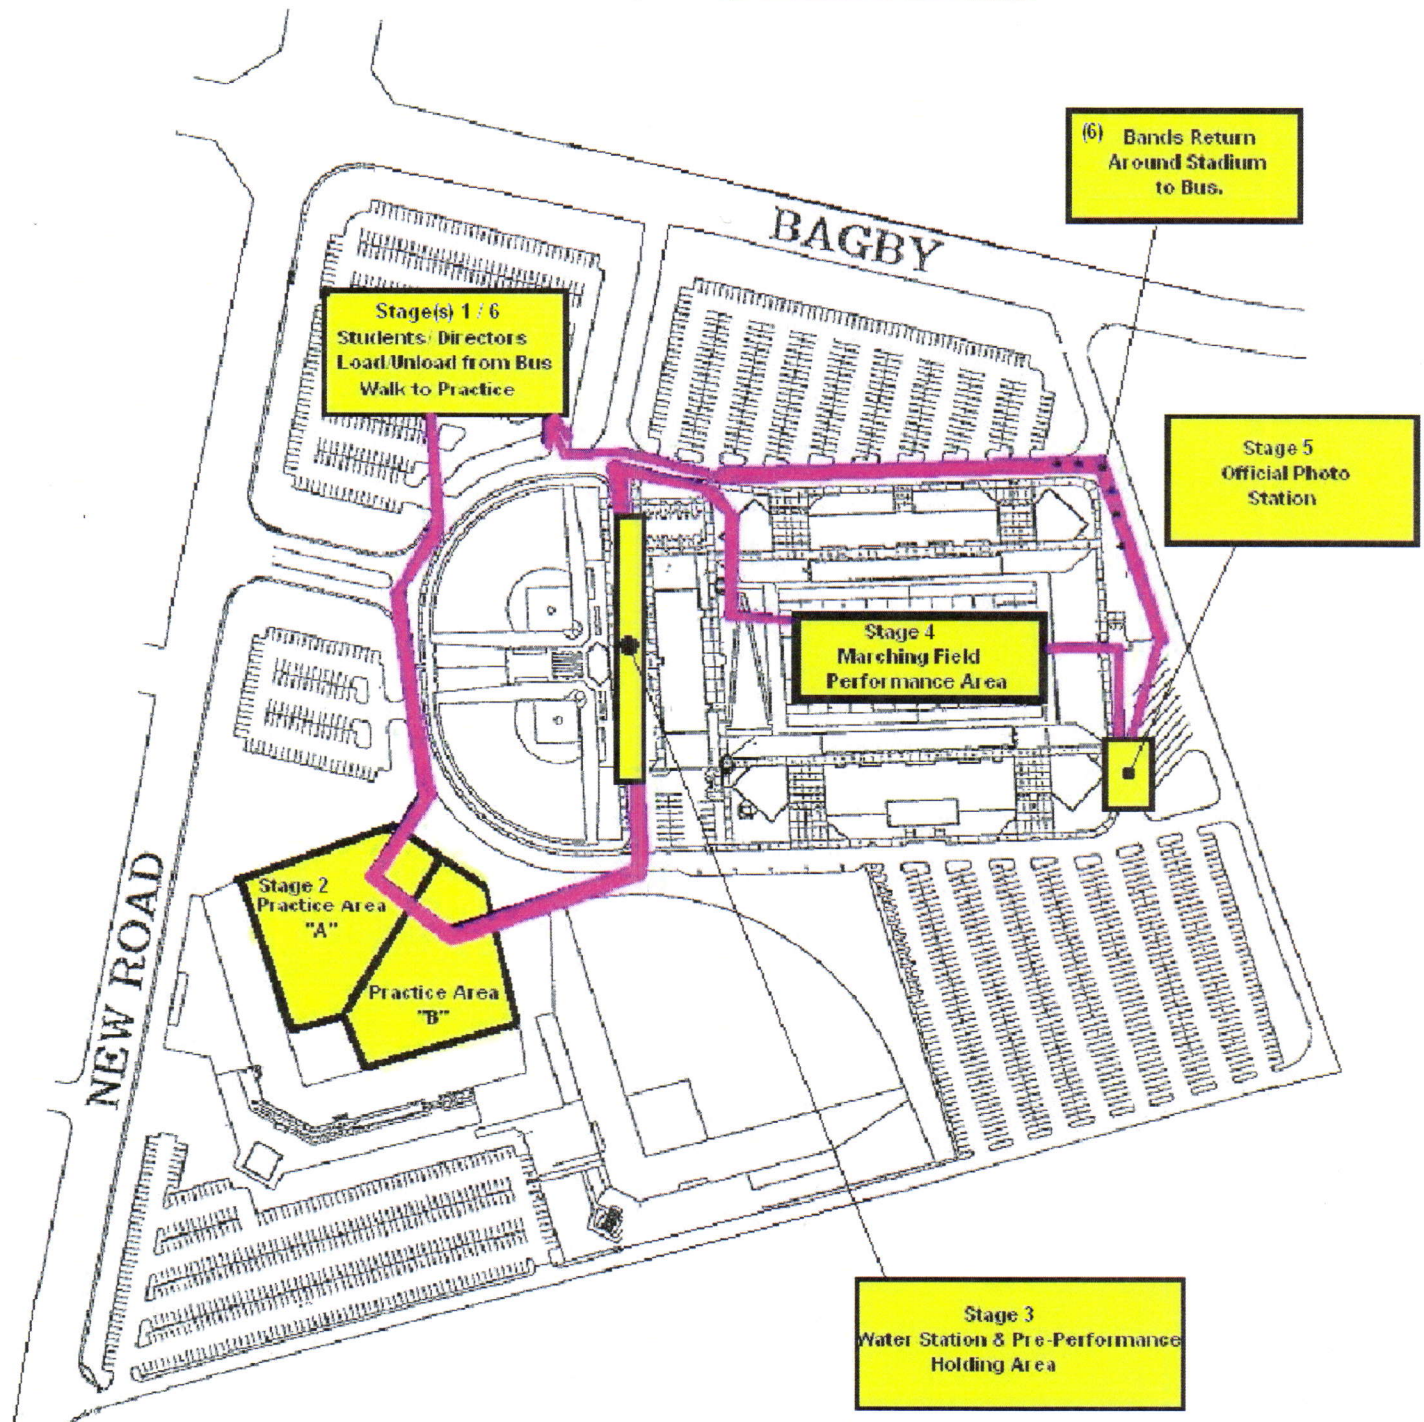 (6) Bands Return
Around Stadium
to Bus.
BAGBY
Stage(s) 1 / 6
Students/ Directors
Load/Unload from Bus
Walk to Practice
Stage 5
Official Photo
Station
Stage 4
Marching Field
Performance Area
Stage 2
Practice Area
"A"
Practice Area
"B"
NEW ROAD
Stage 3
Water Station & Pre-Performance
Holding Area